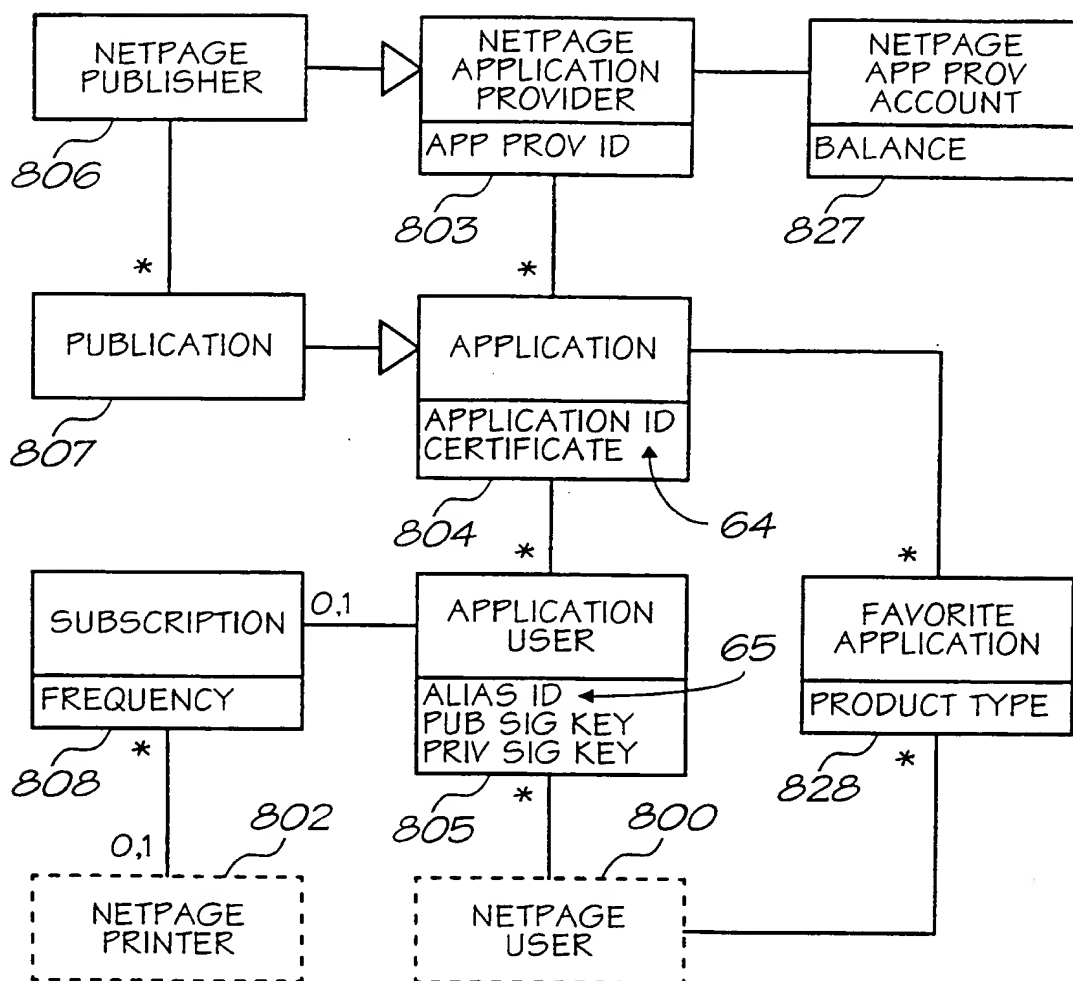 NETPAGE
PUBLISHER
806
NETPAGE
APPLICATION
PROVIDER
APP PROV ID
803
NETPAGE
APP PROV
ACCOUNT
BALANCE
827
*
*
PUBLICATION
807
APPLICATION
APPLICATION ID
CERTIFICATE
804
64
*
*
SUBSCRIPTION
0,1
FREQUENCY
808
*
APPLICATION
USER
65
ALIAS ID
PUB SIG KEY
PRIV SIG KEY
805
*
FAVORITE
APPLICATION
PRODUCT TYPE
828
*
802
0,1
NETPAGE
PRINTER
800
NETPAGE
USER